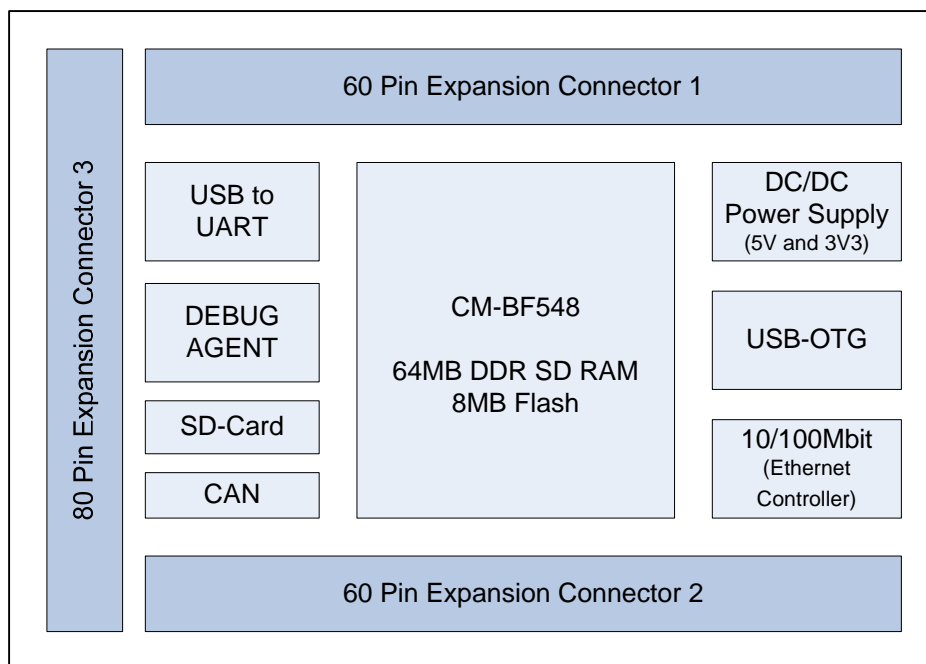 60 Pin Expansion Connector 1
80 Pin Expansion Connector 3
USB to
UART
DEBUG
AGENT
SD-Card
CAN
CM-BF548
64MB DDR SD RAM
8MB Flash
DC/DC
Power Supply
(5V and 3V3)
USB-OTG
10/100Mbit
(Ethernet
Controller)
60 Pin Expansion Connector 2